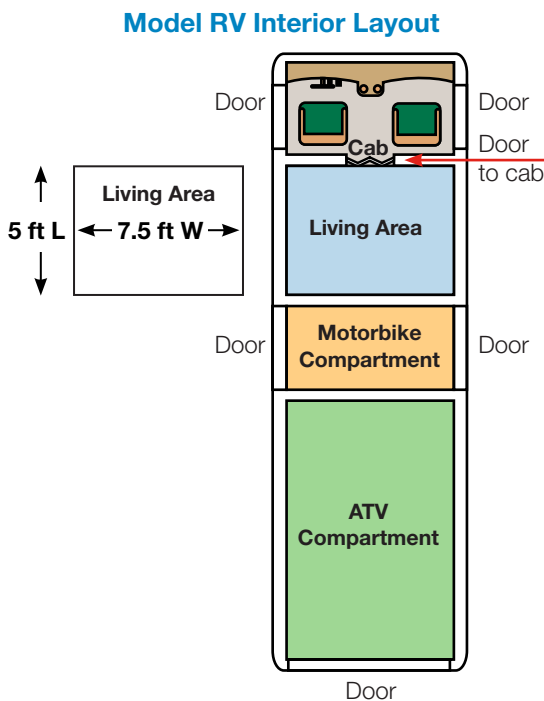 Model RV Interior Layout
Door
Door
Cab
Door
to cab
Living Area
5 ft L
7.5 ft W
Living Area
Door
Motorbike
Compartment
Door
ATV
Compartment
Door